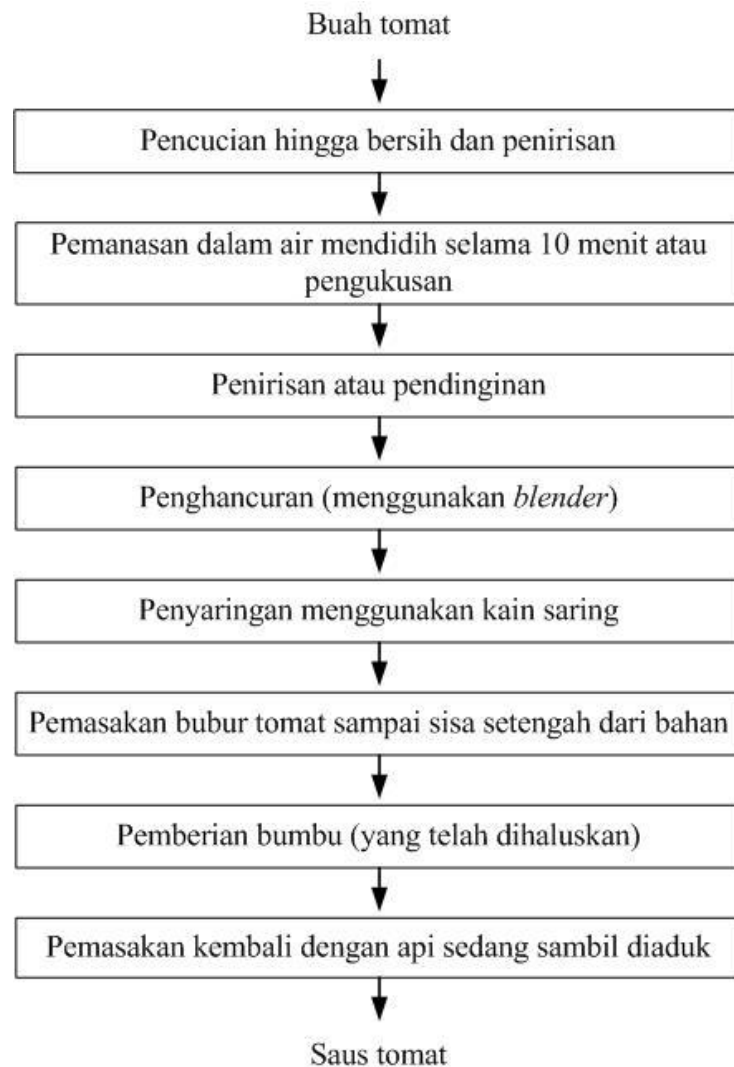 Buah tomat
Pencucian hingga bersih dan penirisan
Pemanasan dalam air mendidih selama 10 menit atau
pengukusan
Penirisan atau pendinginan
Penghancuran (menggunakan blender)
Penyaringan menggunakan kain saring
Pemasakan bubur tomat sampai sisa setengah dari bahan
Pemberian bumbu (yang telah dihaluskan)
Pemasakan kembali dengan api sedang sambil diaduk
Saus tomat